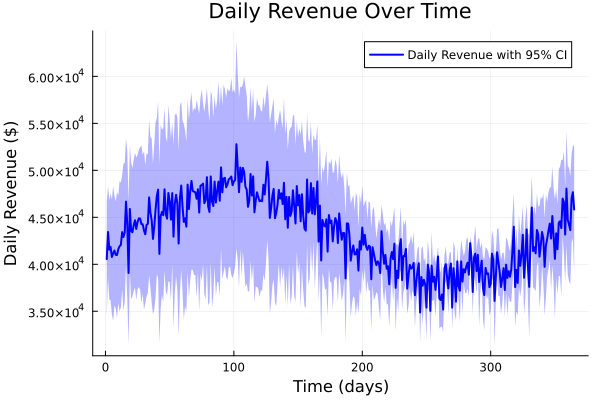 Daily Revenue Over Time
Daily Revenue with 95% CI
6.00×10⁴
5.50×10⁴
5.00×10⁴
4.50×10⁴
4.00×10⁴
3.50×10⁴
Daily Revenue ($)
0 100 200 300
Time (days)